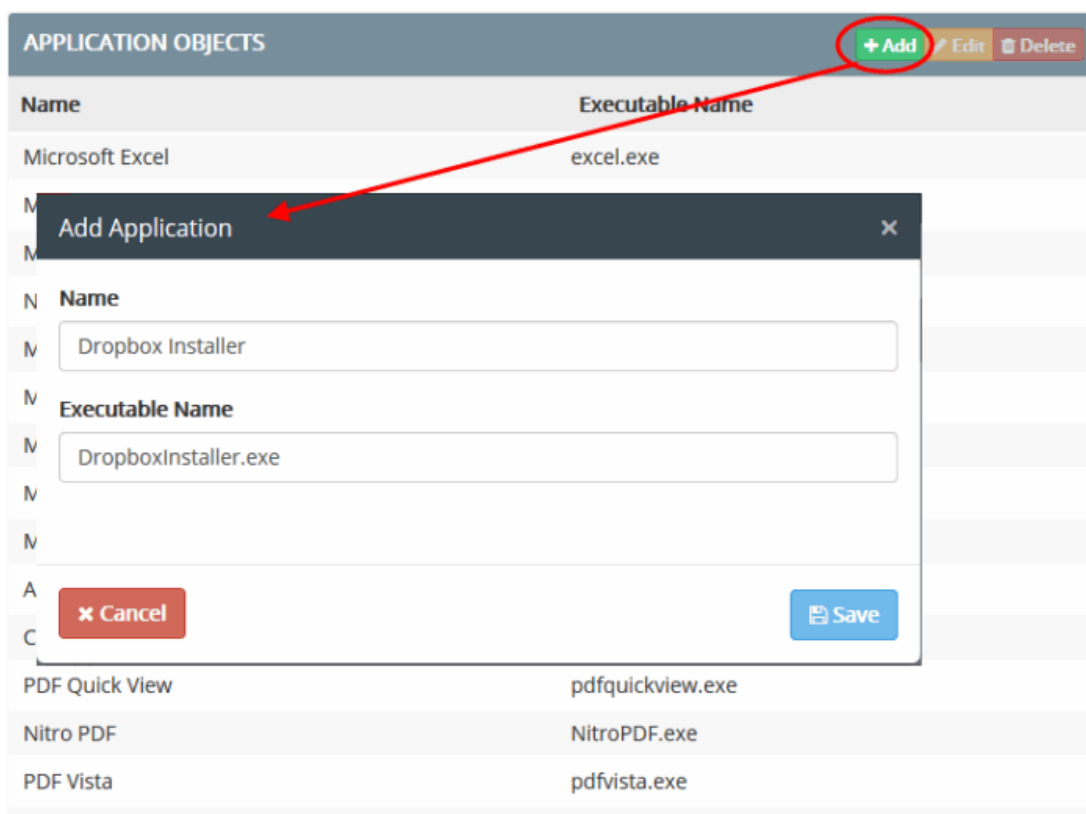 APPLICATION OBJECTS
Add Edit Delete
Name Executable Name
Microsoft Excel excel.exe
M
Add Application ×
M
N
Name
M
Dropbox Installer
M
Executable Name
M
DropboxInstaller.exe
M
M
A
Cancel Save
C
PDF Quick View pdfquickview.exe
Nitro PDF NitroPDF.exe
PDF Vista pdfvista.exe